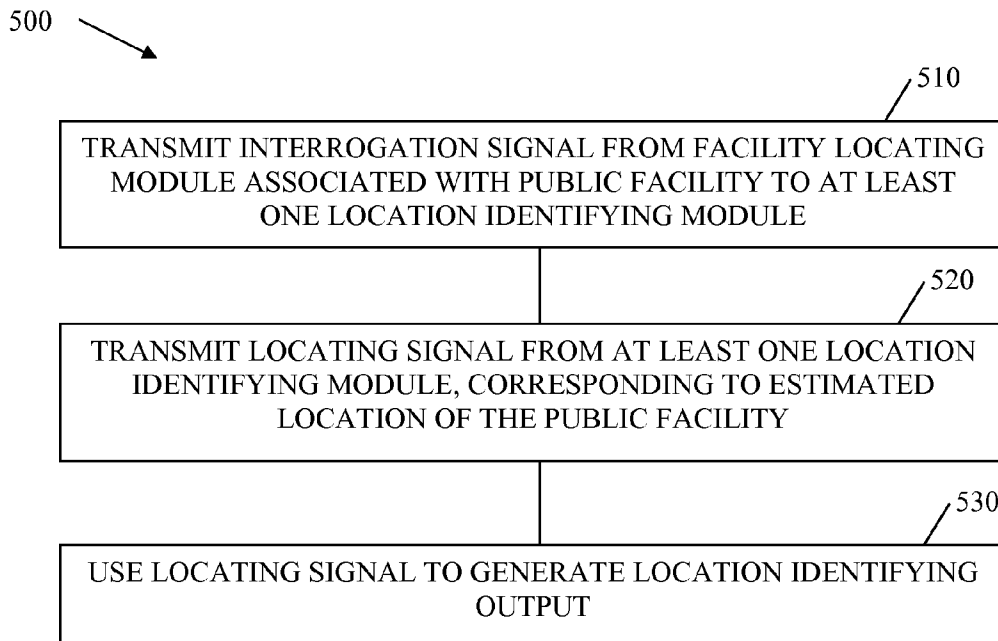 500
510
TRANSMIT INTERROGATION SIGNAL FROM FACILITY LOCATING
MODULE ASSOCIATED WITH PUBLIC FACILITY TO AT LEAST
ONE LOCATION IDENTIFYING MODULE
520
TRANSMIT LOCATING SIGNAL FROM AT LEAST ONE LOCATION
IDENTIFYING MODULE, CORRESPONDING TO ESTIMATED
LOCATION OF THE PUBLIC FACILITY
530
USE LOCATING SIGNAL TO GENERATE LOCATION IDENTIFYING
OUTPUT